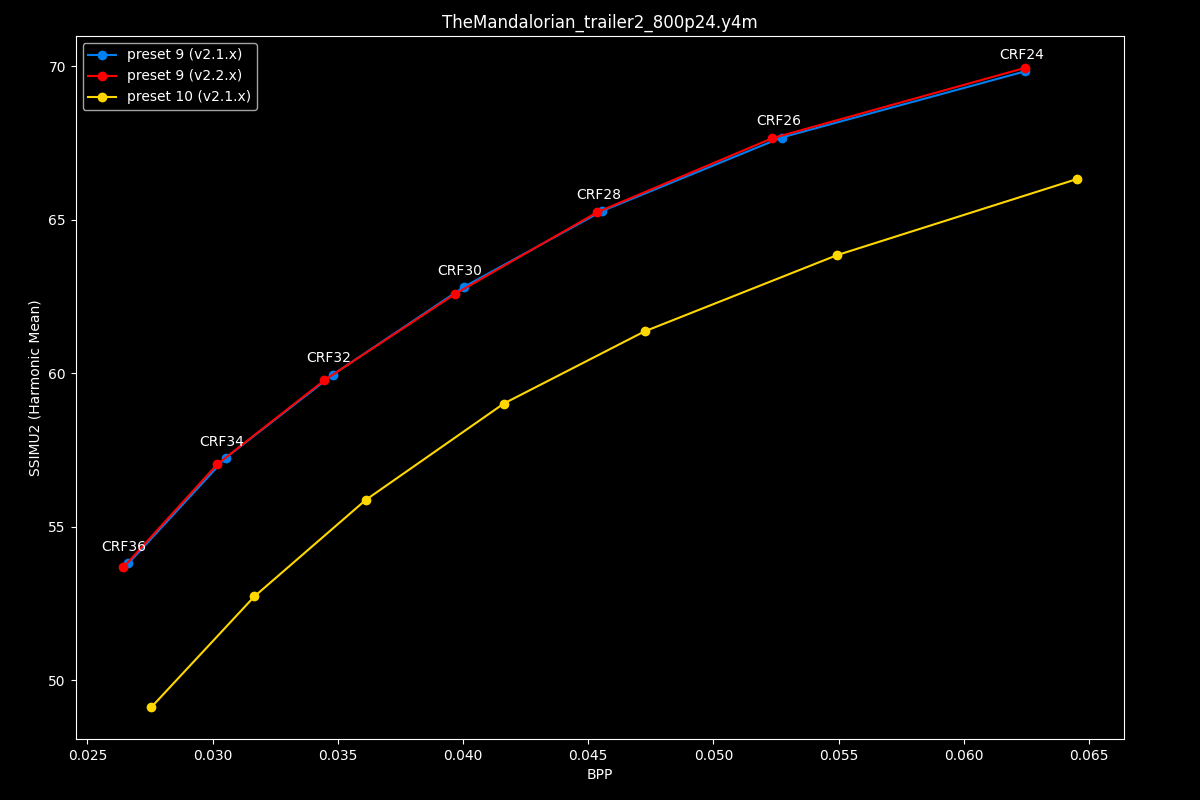 TheMandalorian_trailer2_800p24.y4m
preset 9 (v2.1.x)
preset 9 (v2.2.x)
preset 10 (v2.1.x)
CRF24
CRF26
CRF28
CRF30
CRF32
CRF34
CRF36
70
65
60
55
50
SSIMU2 (Harmonic Mean)
0.025 0.030 0.035 0.040 0.045 0.050 0.055 0.060 0.065
BPP